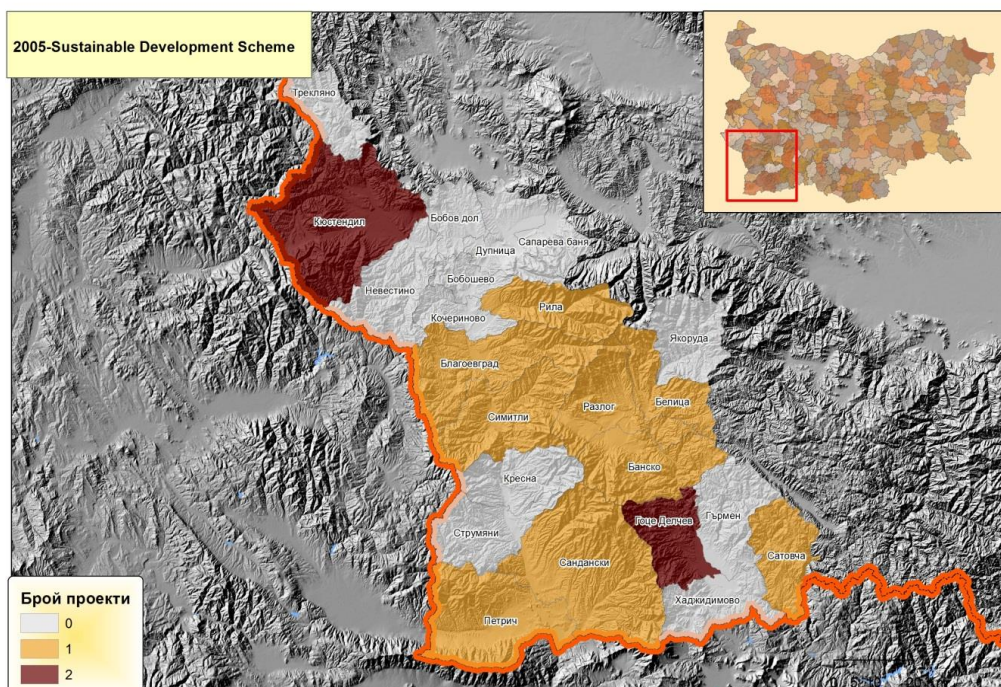 2005-Sustainable Development Scheme
Трекляно
Кюстендил
Бобов дол
Сапарева баня
Дупница
Бобошево
Невестино
Рила
Кочериново
Якоруда
Благоевград
Белица
Разлог
Симитли
Банско
Кресна
Гоце Делчев
Гърмен
Струмяни
Сатовча
Сандански
Хаджидимово
Петрич
Брой проекти
0
1
2